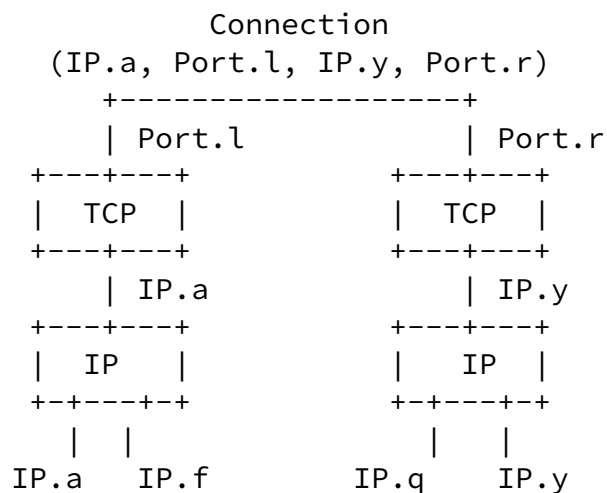 Connection
(IP.a, Port.l, IP.y, Port.r)
+-------------------+
| Port.l | Port.r
+---+---+ +---+---+
| TCP | | TCP |
+---+---+ +---+---+
| IP.a | IP.y
+---+---+ +---+---+
| IP | | IP |
+-+---+-+ +-+---+-+
| | | |
IP.a IP.f IP.q IP.y